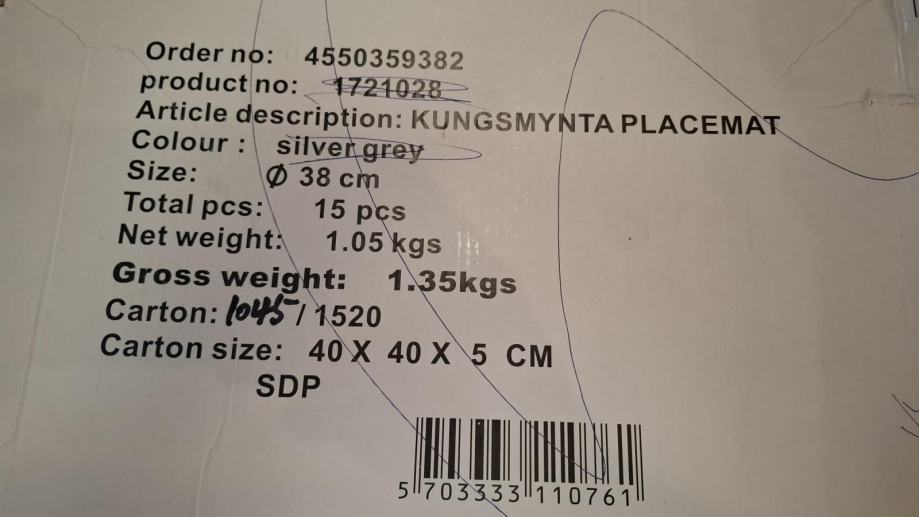 Order no: 4550359382
product no: 1721028
Article description: KUNGSMYNTA PLACEMAT
Colour : silver grey
Size: Ø 38 cm
Total pcs: 15 pcs
Net weight: 1.05 kgs
Gross weight: 1.35kgs
Carton: 1045 / 1520
Carton size: 40 X 40 X 5 CM
SDP
5 703333 110761